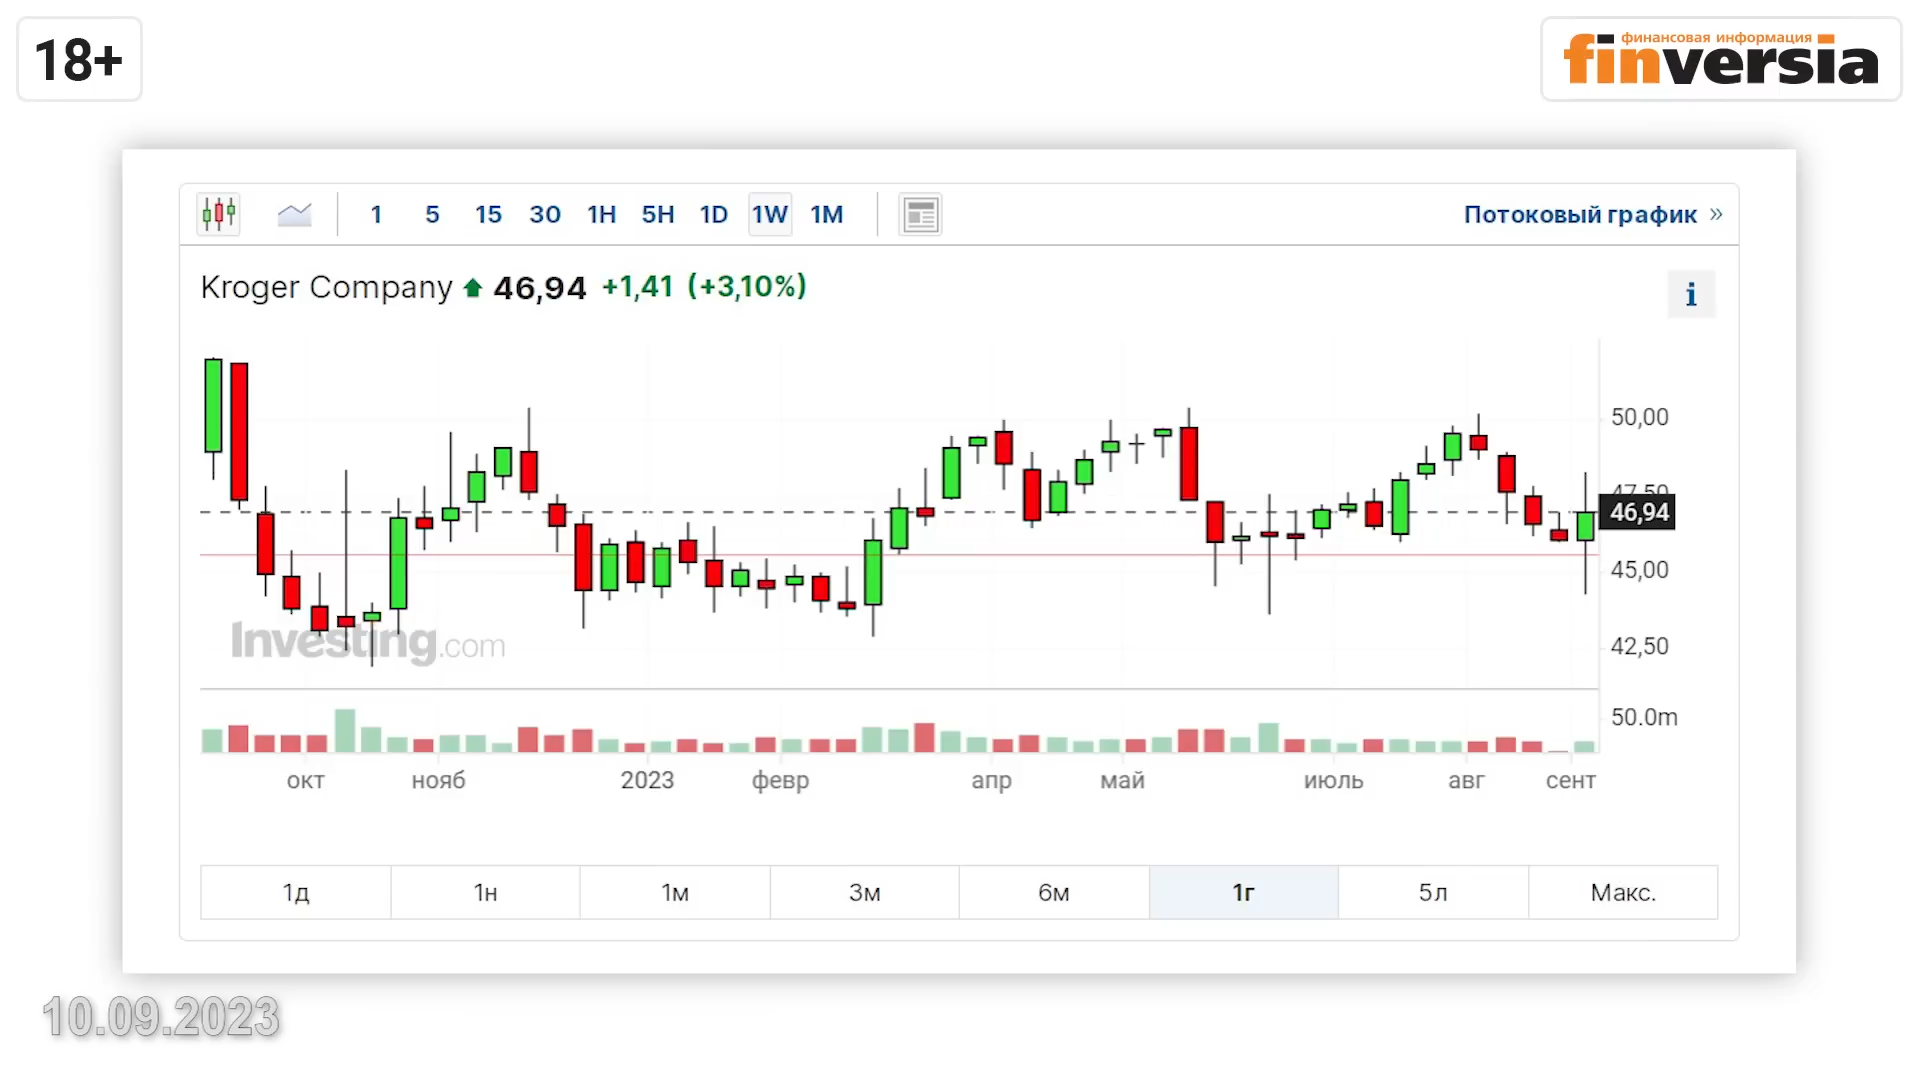 18+
финансовая информация
finversia
1 5 15 30 1H 5H 1D 1W 1M
Потоковый график »
Kroger Company 46,94 +1,41 (+3,10%)
i
50,00
47,50
46,94
45,00
42,50
Investing.com
50.0m
окт нояб 2023 февр апр май июль авг сент
1д 1н 1м 3м 6м 1г 5л Макс.
10.09.2023